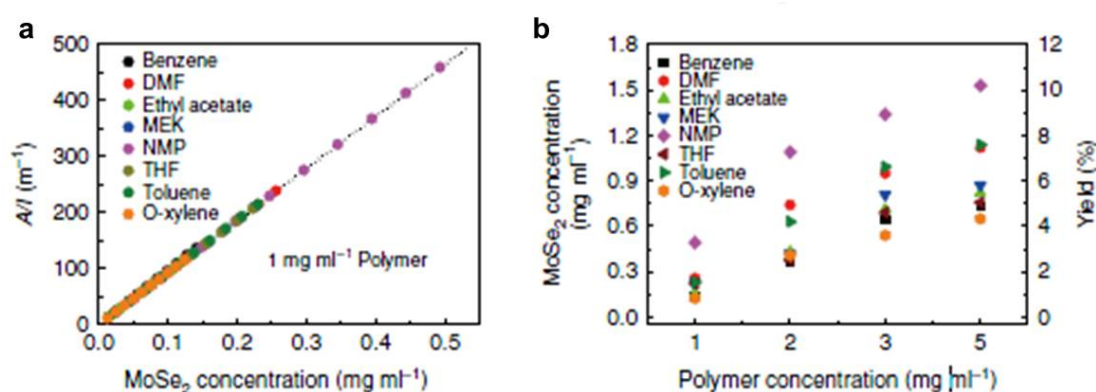 a
500
400
300
200
100
0
A/l (m⁻¹)
Benzene
DMF
Ethyl acetate
MEK
NMP
THF
Toluene
O-xylene
1 mg ml⁻¹ Polymer
0.0 0.1 0.2 0.3 0.4 0.5
MoSe₂ concentration (mg ml⁻¹)
b
1.8
1.5
1.2
0.9
0.6
0.3
0.0
MoSe₂ concentration
(mg ml⁻¹)
Benzene
DMF
Ethyl acetate
MEK
NMP
THF
Toluene
O-xylene
12
10
8
6
4
2
0
Yield (%)
1 2 3 5
Polymer concentration (mg ml⁻¹)